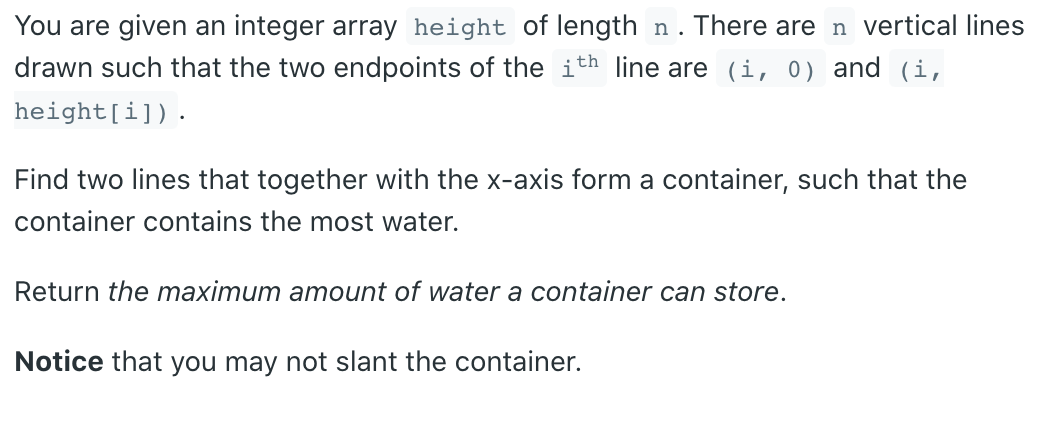 You are given an integer array height of length n. There are n vertical lines
drawn such that the two endpoints of the iᵗʰ line are (i, 0) and (i,
height[i]).
Find two lines that together with the x-axis form a container, such that the
container contains the most water.
Return the maximum amount of water a container can store.
Notice that you may not slant the container.